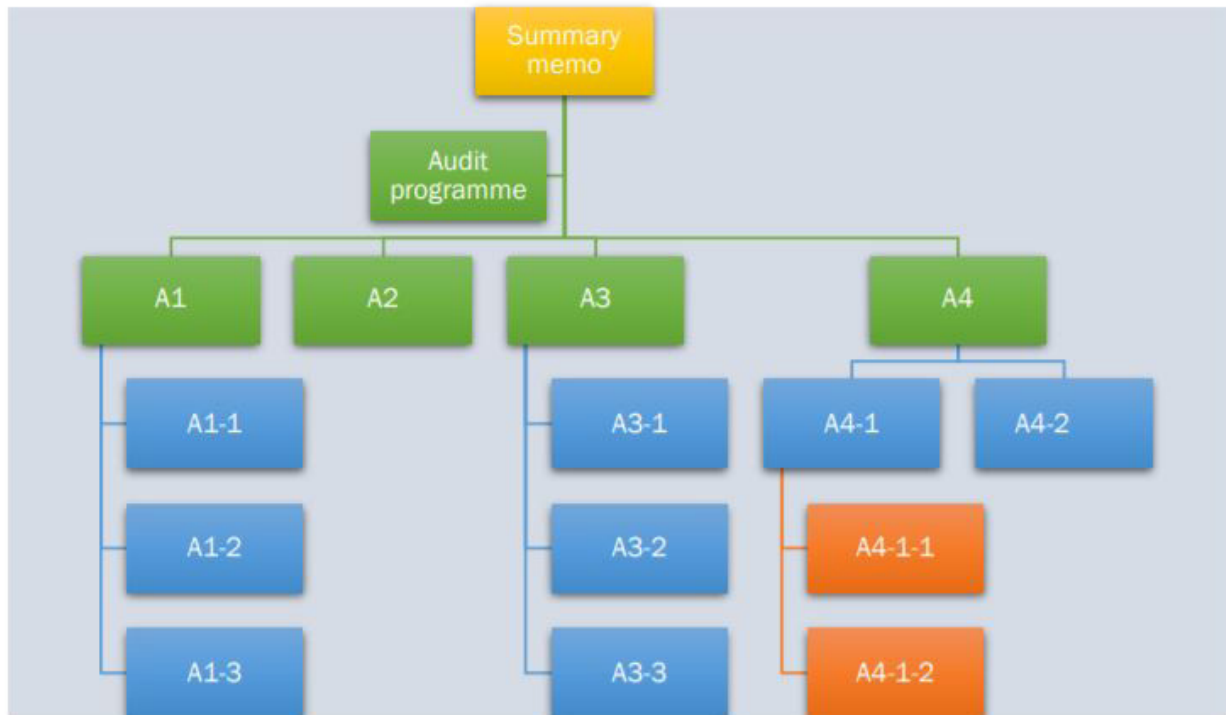 Summary
memo
Audit
programme
A1
A2
A3
A4
A1-1
A3-1
A4-1
A4-2
A1-2
A3-2
A4-1-1
A1-3
A3-3
A4-1-2